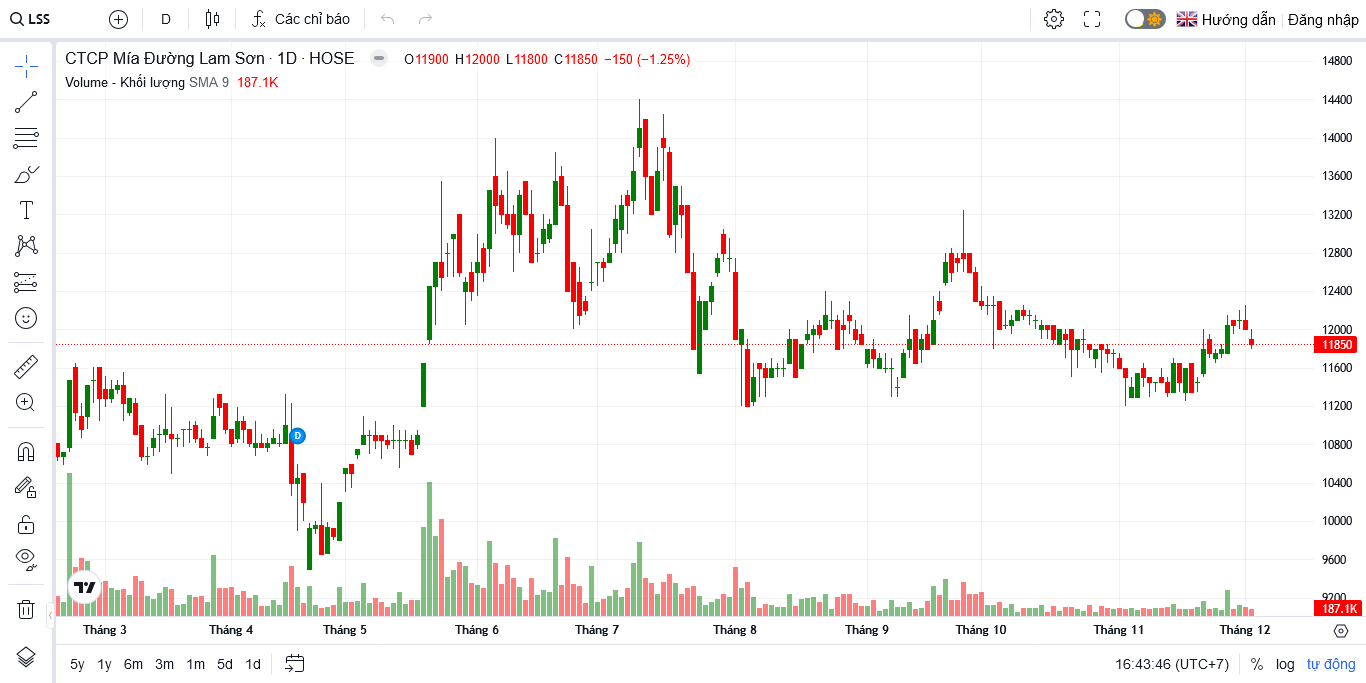 LSS D Các chỉ báo Hướng dẫn Đăng nhập
CTCP Mía Đường Lam Sơn · 1D · HOSE O11900 H12000 L11800 C11850 −150 (−1.25%)
Volume - Khối lượng SMA 9 187.1K
14800
14400
14000
13600
13200
12800
12400
12000
11850
11600
11200
10800
10400
10000
9600
9200
187.1K
D
Tháng 3 Tháng 4 Tháng 5 Tháng 6 Tháng 7 Tháng 8 Tháng 9 Tháng 10 Tháng 11 Tháng 12
5y 1y 6m 3m 1m 5d 1d 16:43:46 (UTC+7) % log tự động